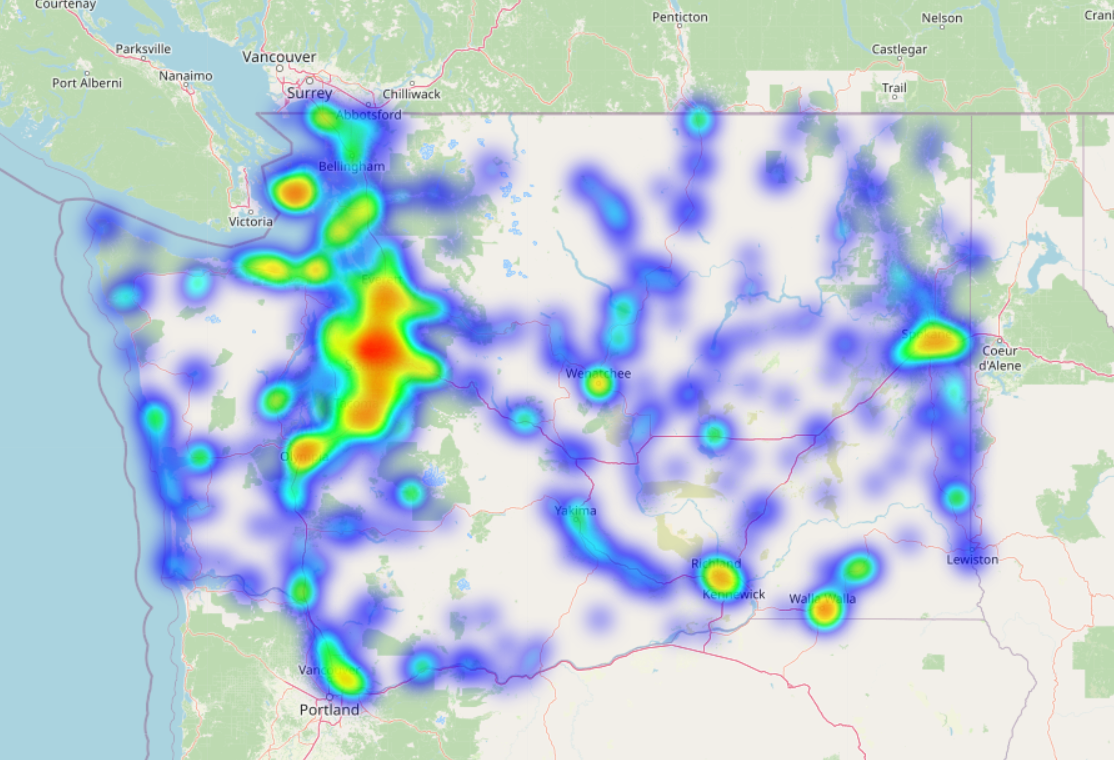 Courtenay
Penticton
Nelson
Parksville
Castlegar
Vancouver
Port Alberni
Nanaimo
Trail
Surrey
Chilliwack
Abbotsford
Bellingham
Victoria
Coeur
d'Alene
Wenatchee
Yakima
Lewiston
Richland
Kennewick
Walla Walla
Portland